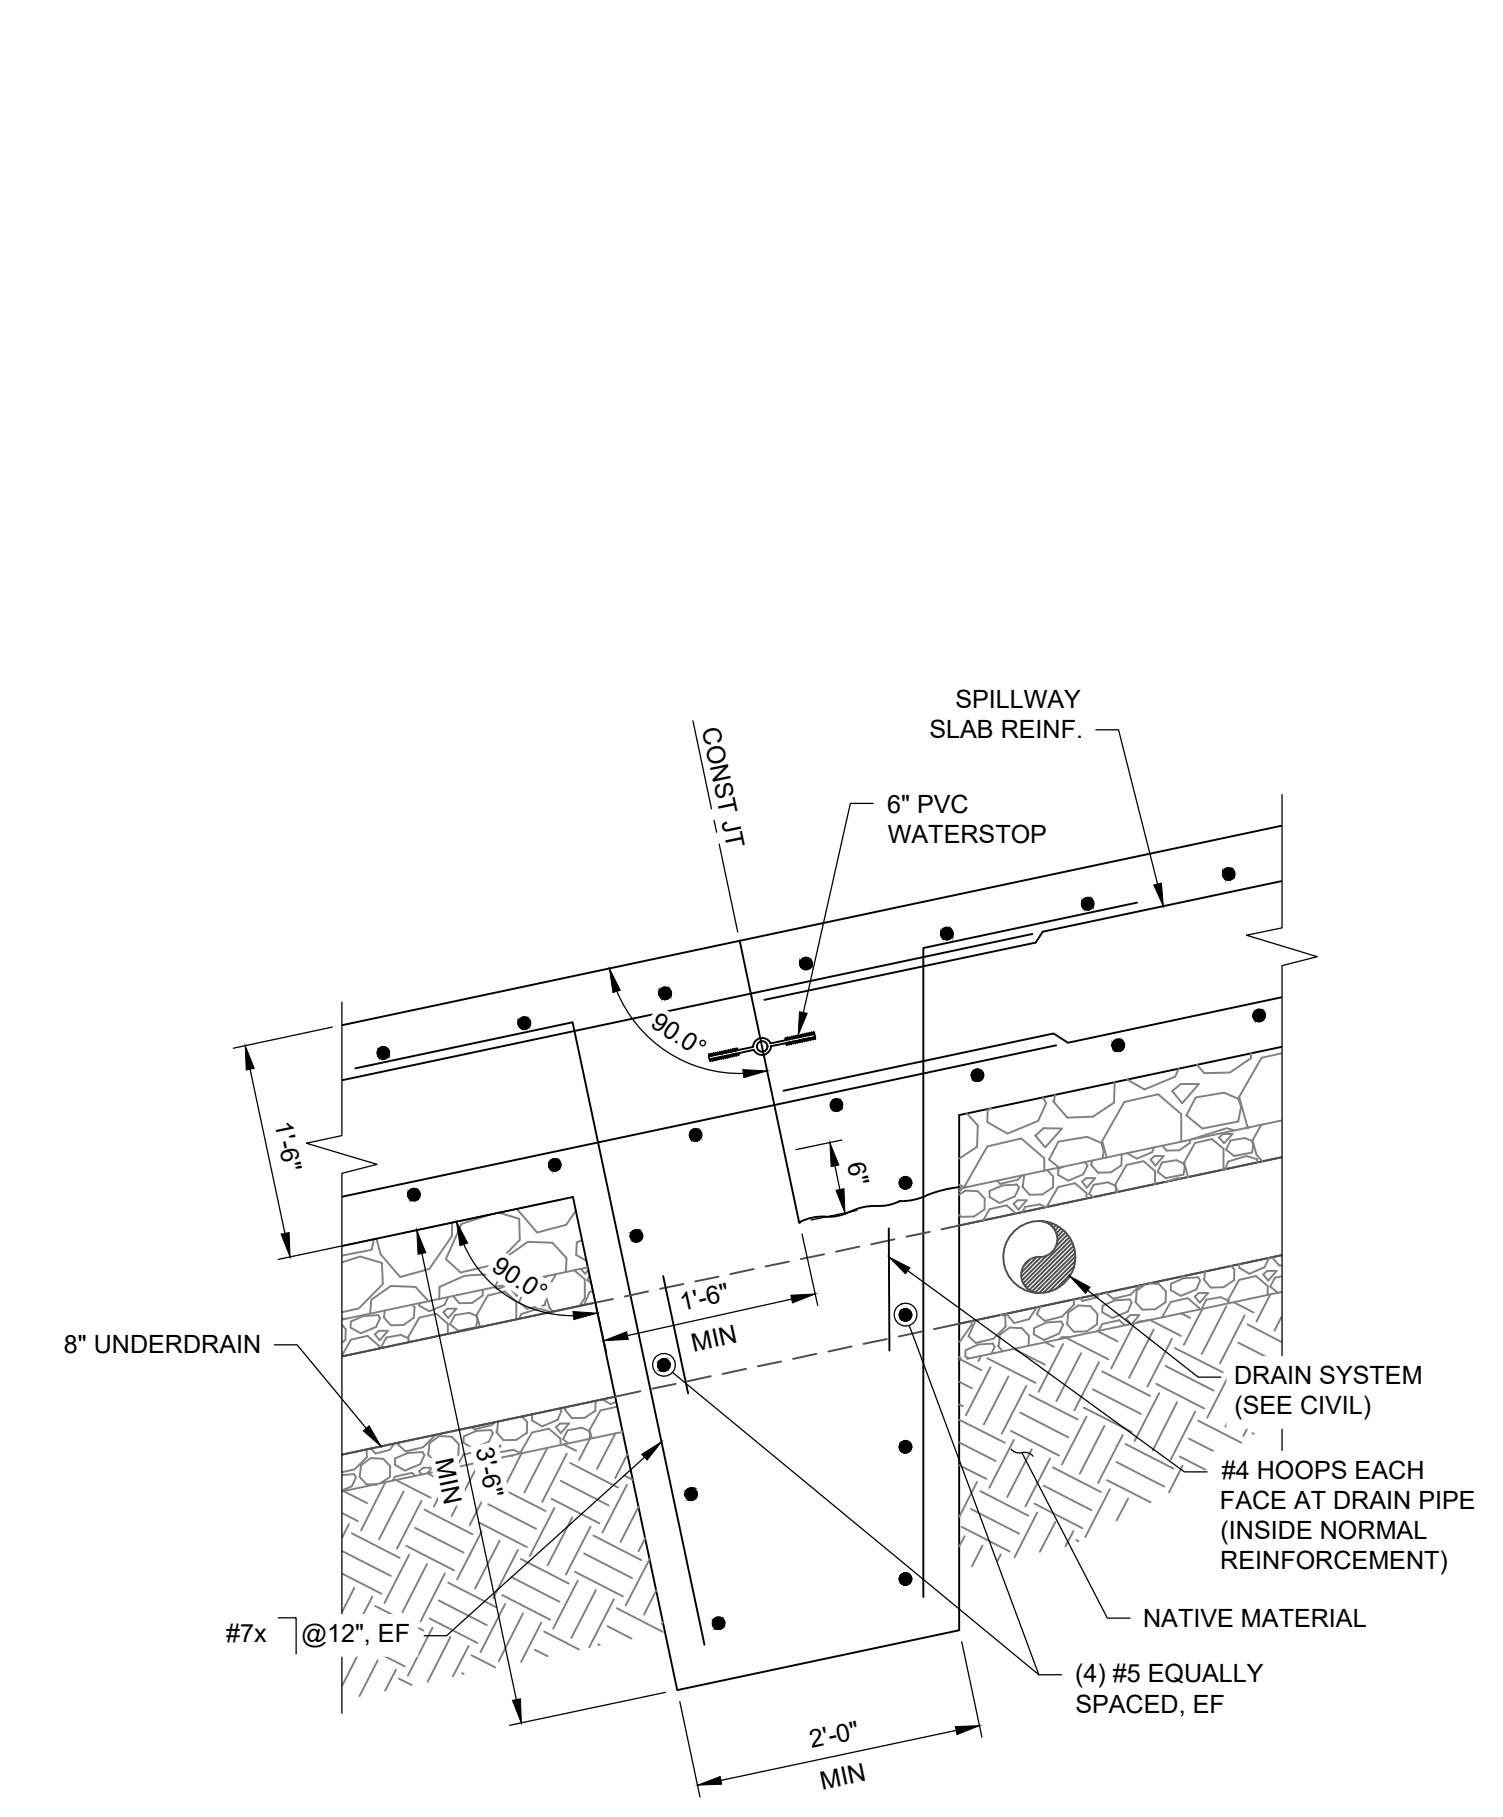 SPILLWAY
SLAB REINF.
CONST JT
6" PVC
WATERSTOP
90.0°
1'-6"
6"
90.0°
1'-6"
MIN
8" UNDERDRAIN
DRAIN SYSTEM
(SEE CIVIL)
3'-6"
MIN
#4 HOOPS EACH
FACE AT DRAIN PIPE
(INSIDE NORMAL
REINFORCEMENT)
#7x @12", EF
NATIVE MATERIAL
(4) #5 EQUALLY
SPACED, EF
2'-0"
MIN